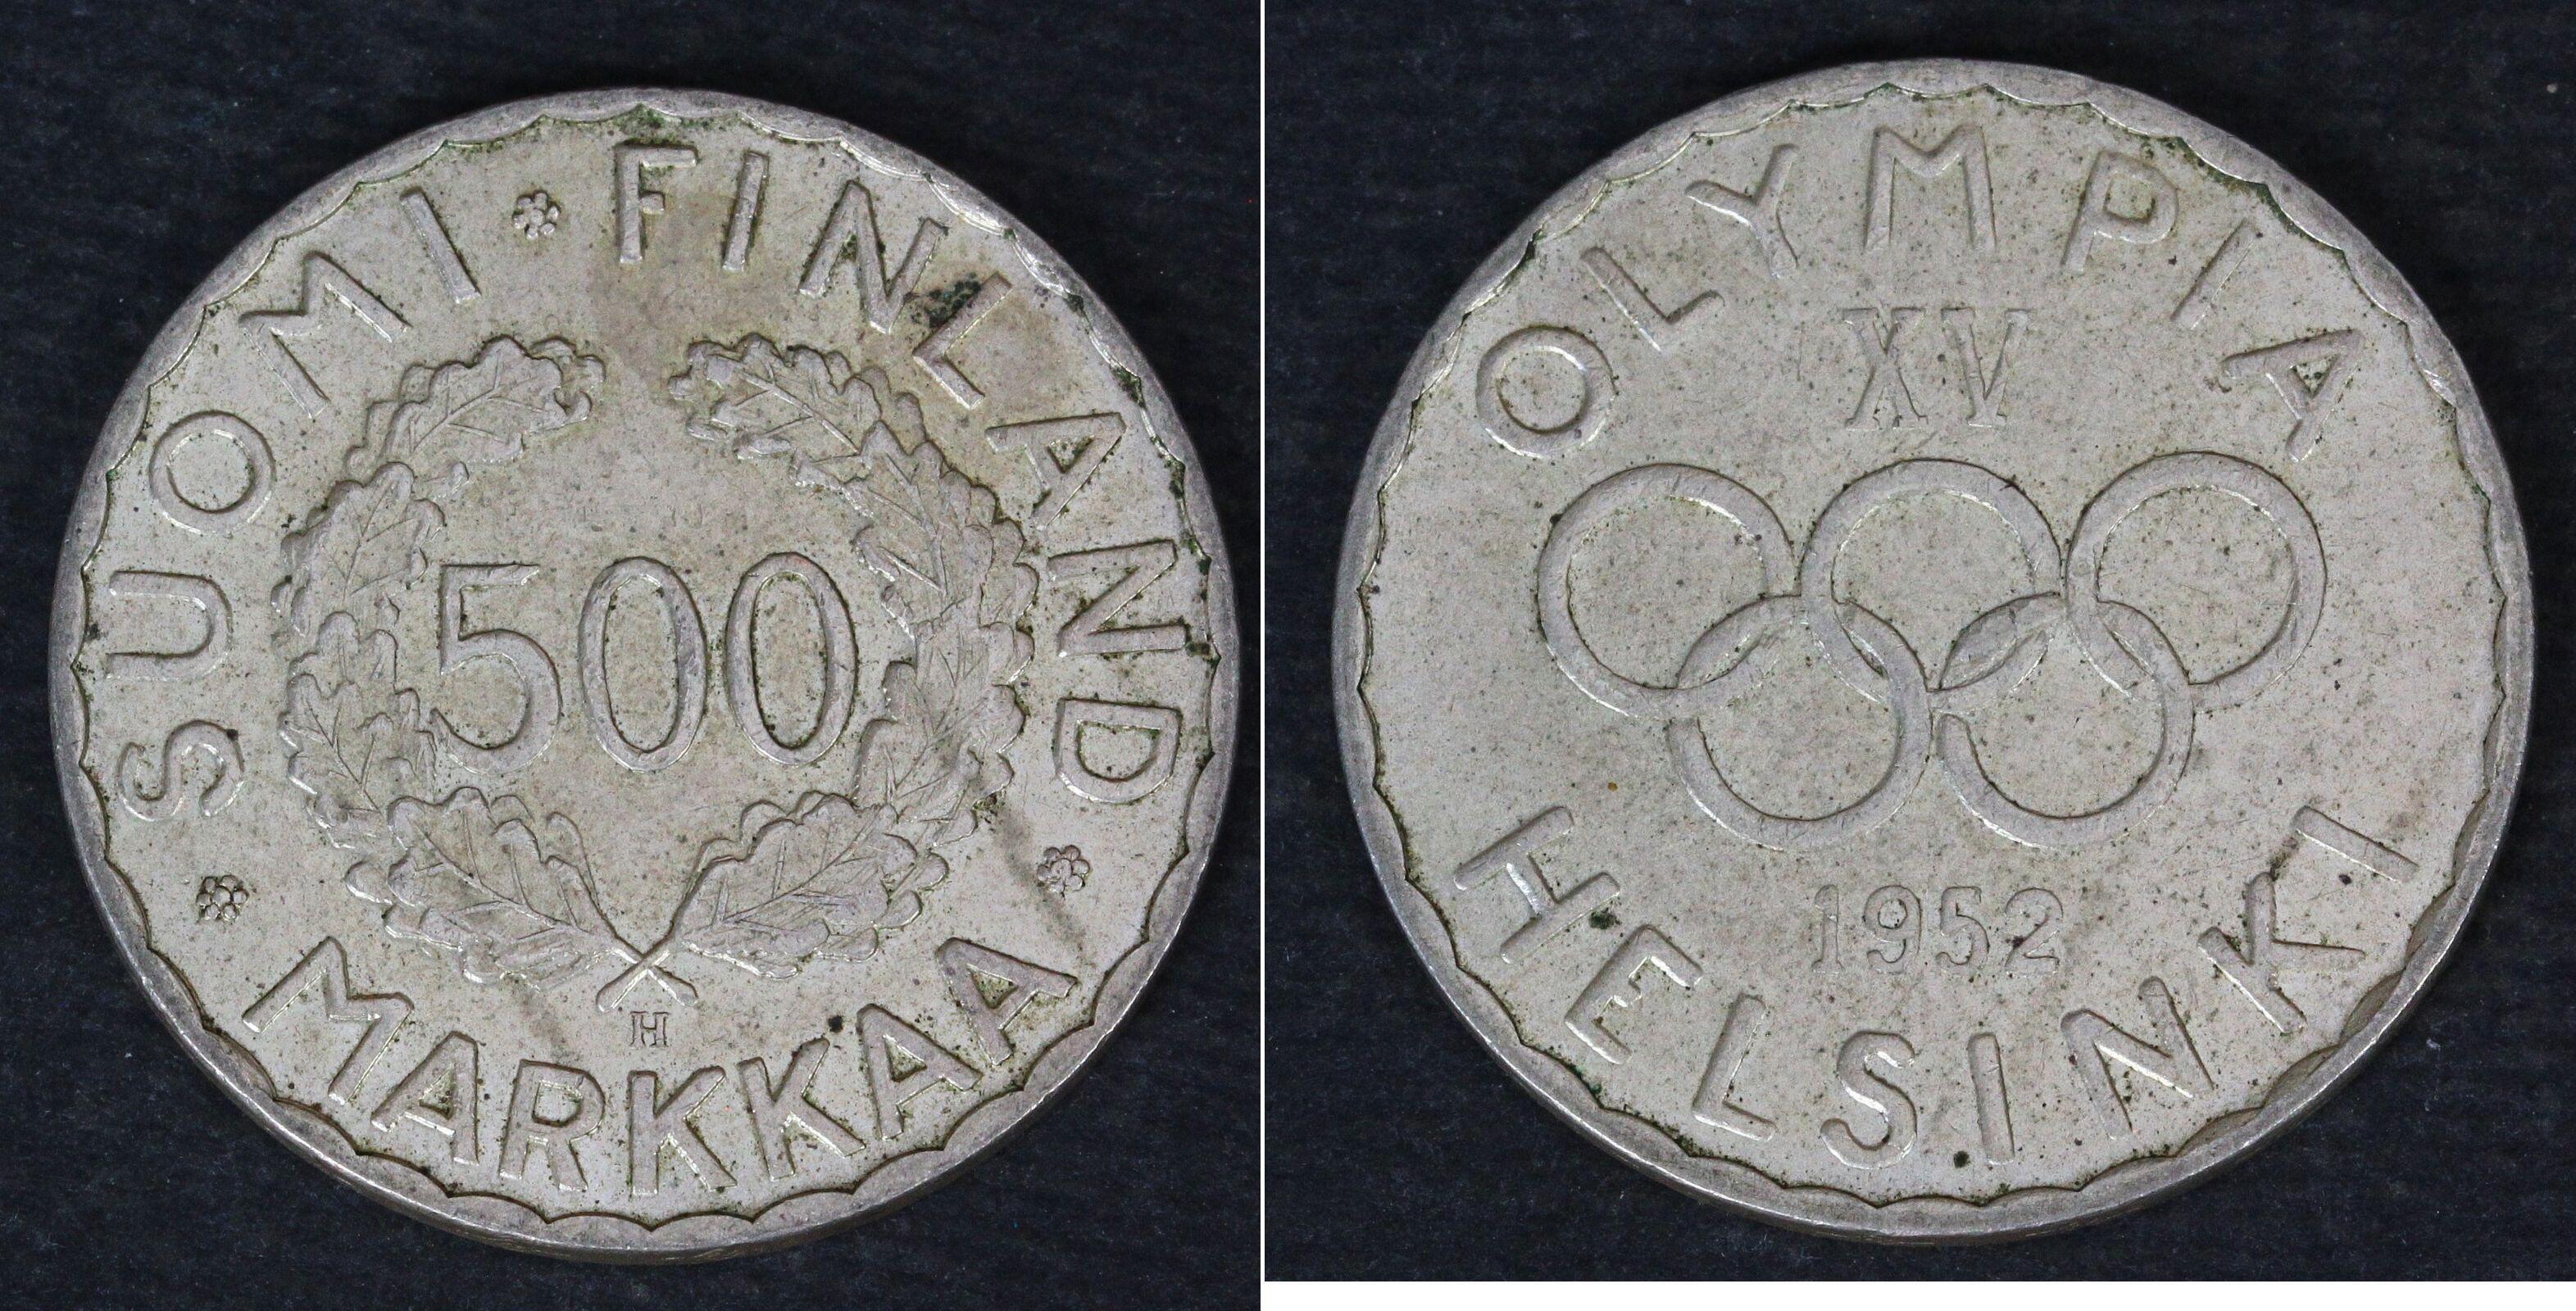 SUOMI · FINLAND
500
H
MARKKAA
OLYMPIA
XV
1952
HELSINKI